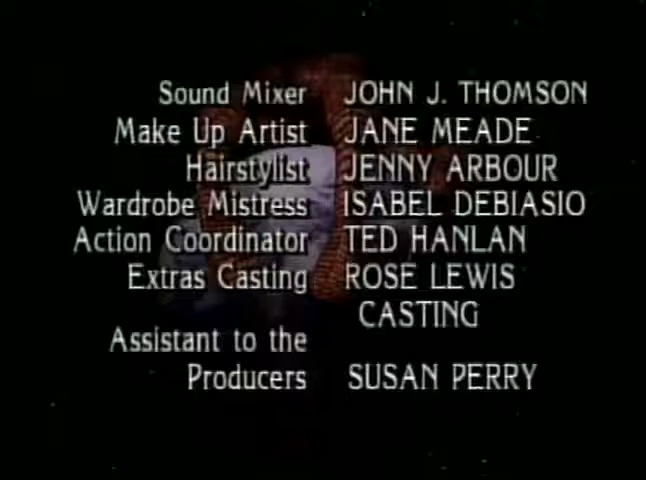 Sound Mixer JOHN J. THOMSON
Make Up Artist JANE MEADE
Hairstylist JENNY ARBOUR
Wardrobe Mistress ISABEL DEBIASIO
Action Coordinator TED HANLAN
Extras Casting ROSE LEWIS
CASTING
Assistant to the
Producers SUSAN PERRY